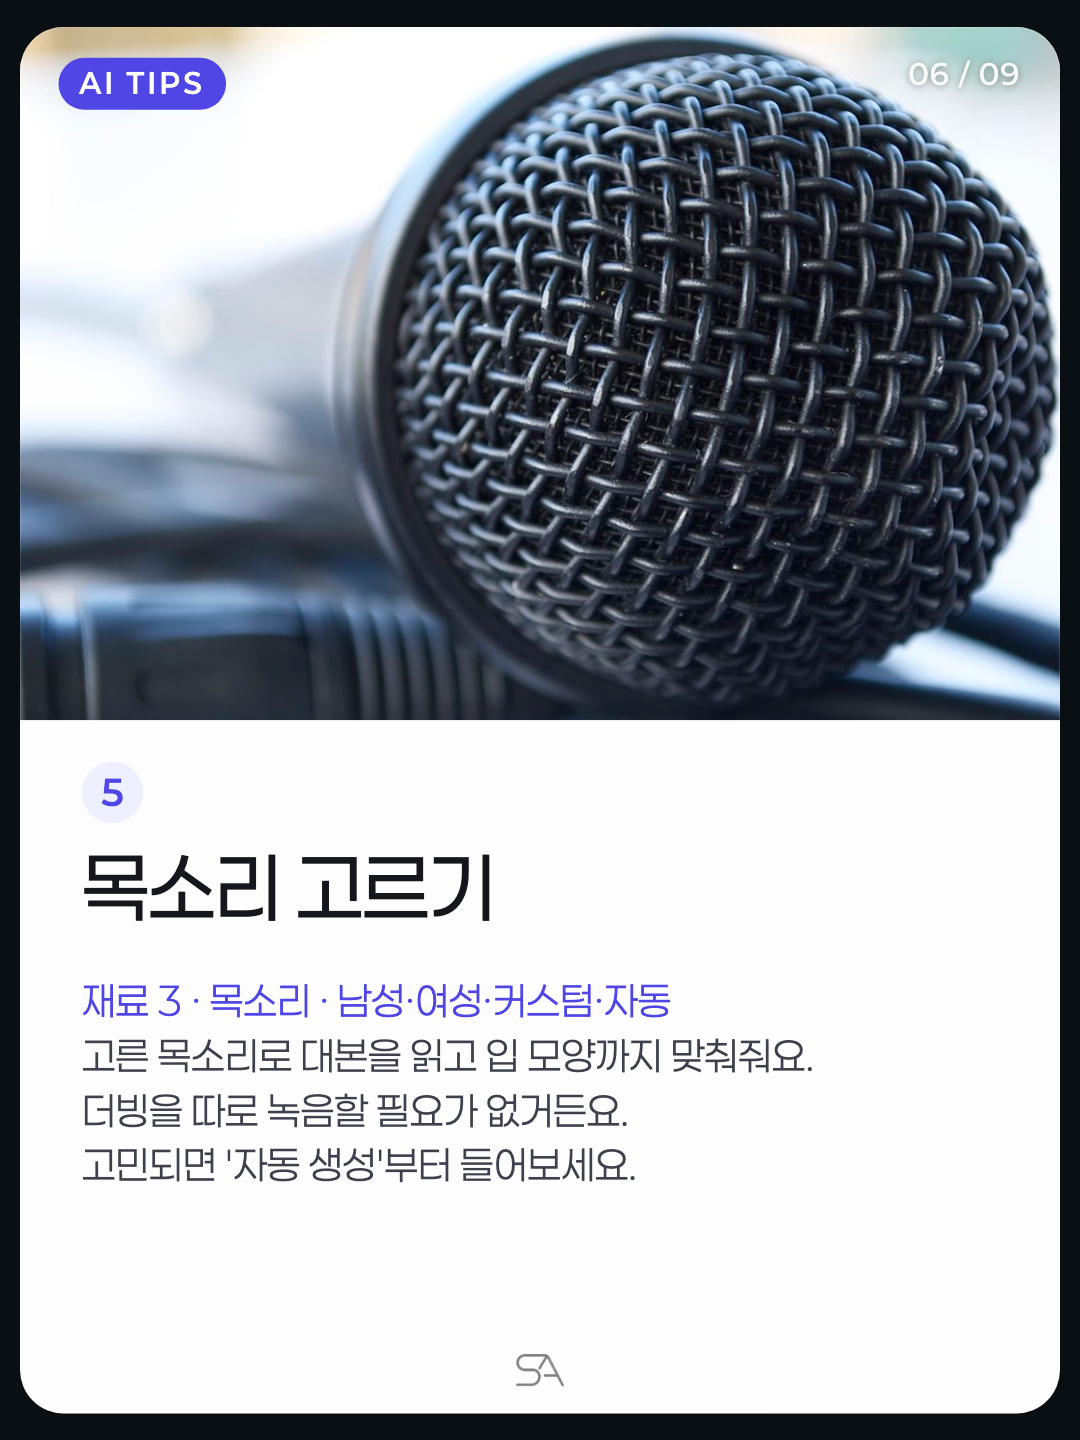 AI TIPS
06 / 09
5
목소리 고르기
재료 3 · 목소리 · 남성·여성·커스텀·자동
고른 목소리로 대본을 읽고 입 모양까지 맞춰줘요.
더빙을 따로 녹음할 필요가 없거든요.
고민되면 '자동 생성'부터 들어보세요.
SA